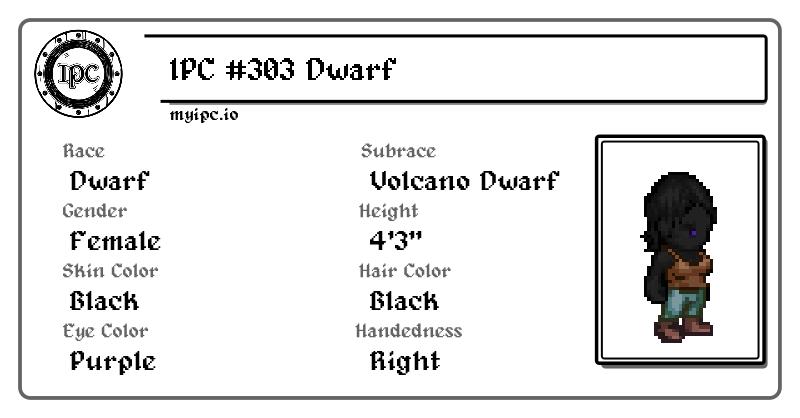 IPC
IPC #303 Dwarf
myipc.io
Race
Dwarf
Subrace
Volcano Dwarf
Gender
Female
Height
4'3"
Skin Color
Black
Hair Color
Black
Eye Color
Purple
Handedness
Right